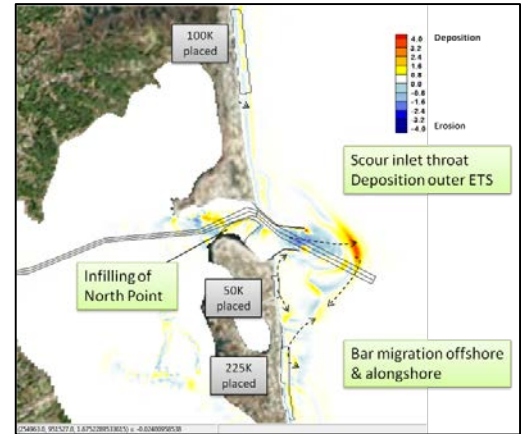 100K
placed
4.0
3.2
2.4
1.6
0.8
0.0
-0.8
-1.6
-2.4
-3.2
-4.0
Deposition
Erosion
Scour inlet throat
Deposition outer ETS
Infilling of
North Point
50K
placed
225K
placed
Bar migration offshore
& alongshore